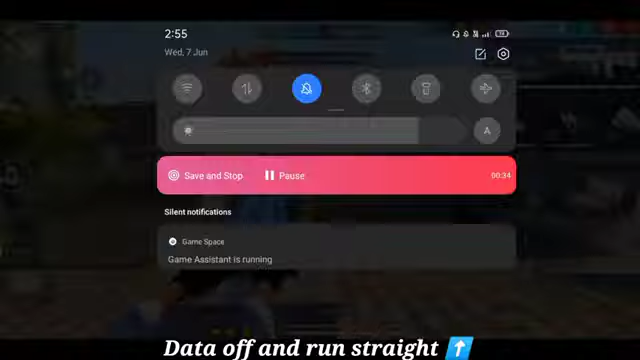 2:55
Wed, 7 Jun
A
Save and Stop
Pause
00:34
Silent notifications
Game Space
Game Assistant is running
Data off and run straight ⬆️